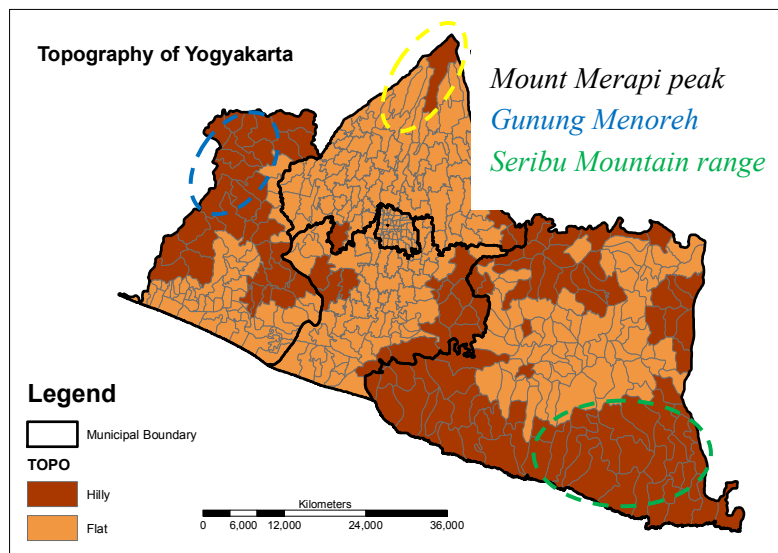 Topography of Yogyakarta
Mount Merapi peak
Gunung Menoreh
Seribu Mountain range
Legend
Municipal Boundary
TOPO
Hilly
Flat
Kilometers
0 6,000 12,000 24,000 36,000